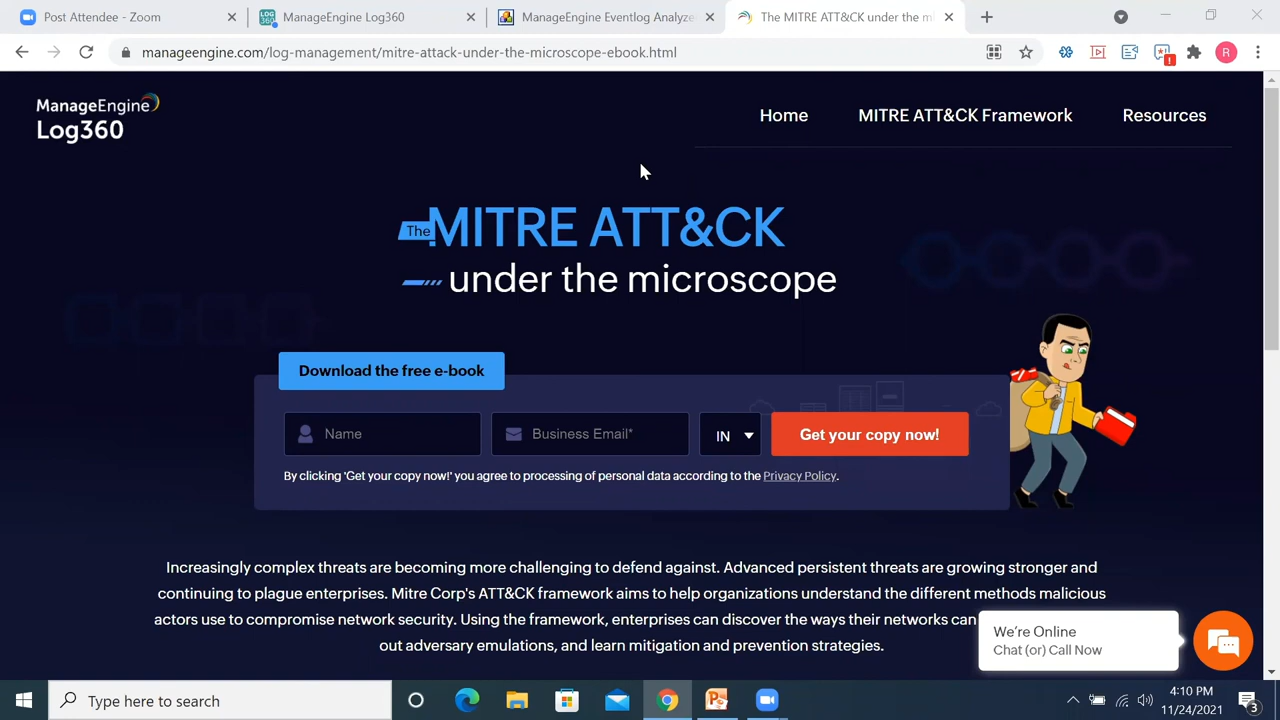 Post Attendee - Zoom
ManageEngine Log360
ManageEngine Eventlog Analyze
The MITRE ATT&CK under the m
manageengine.com/log-management/mitre-attack-under-the-microscope-ebook.html
R
ManageEngine
Log360
Home
MITRE ATT&CK Framework
Resources
The MITRE ATT&CK
under the microscope
Download the free e-book
Name
Business Email*
IN
Get your copy now!
By clicking 'Get your copy now!' you agree to processing of personal data according to the Privacy Policy.
Increasingly complex threats are becoming more challenging to defend against. Advanced persistent threats are growing stronger and
continuing to plague enterprises. Mitre Corp's ATT&CK framework aims to help organizations understand the different methods malicious
actors use to compromise network security. Using the framework, enterprises can discover the ways their networks can
out adversary emulations, and learn mitigation and prevention strategies.
We're Online
Chat (or) Call Now
Type here to search
4:10 PM
11/24/2021
3